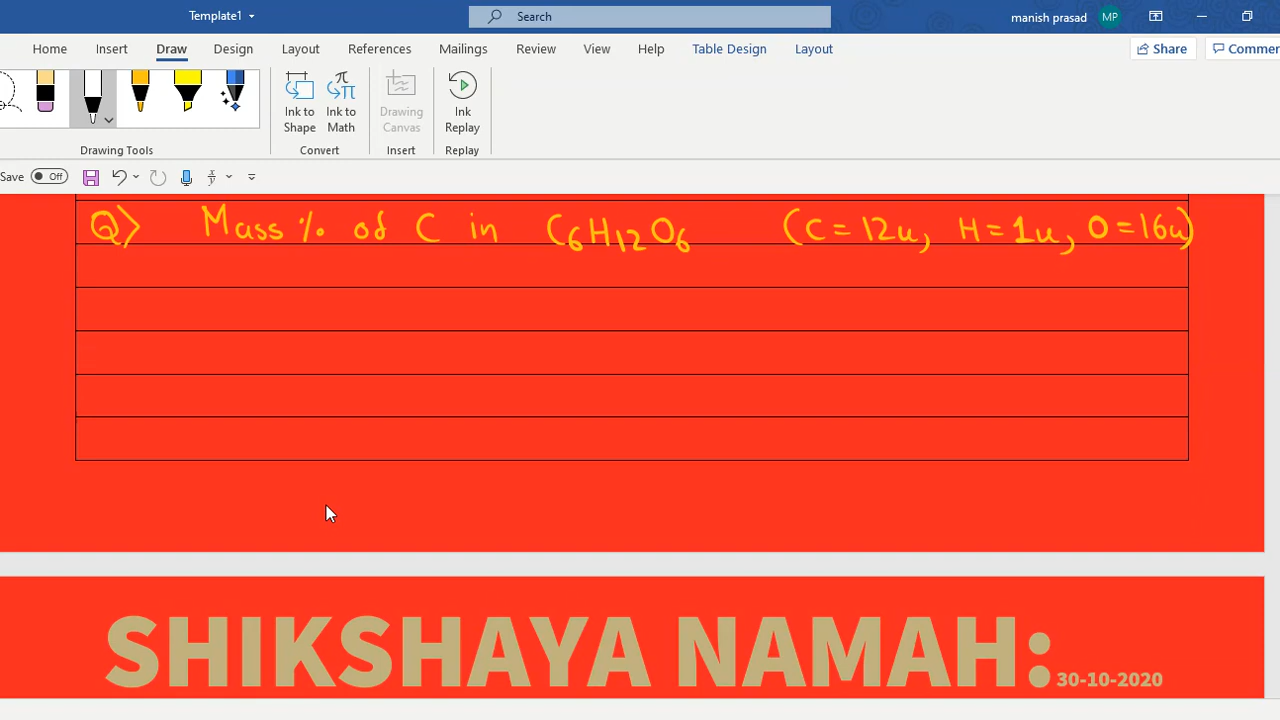 Template1
Search
manish prasad MP
Home Insert Draw Design Layout References Mailings Review View Help Table Design Layout Share Commer
Ink to Shape
Ink to Math
Drawing Canvas
Ink Replay
Drawing Tools Convert Insert Replay
Save Off
Q) Mass % of C in C6H12O6 (C = 12u, H = 1u, O = 16u)
SHIKSHAYA NAMAH:
30-10-2020